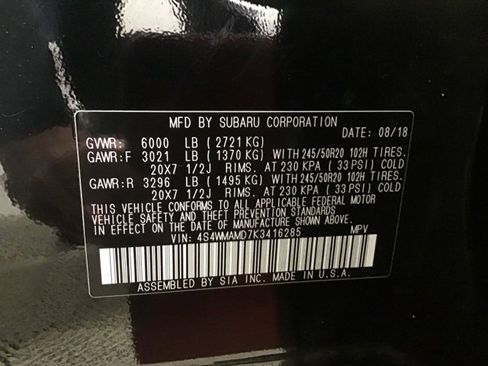 MFD BY SUBARU CORPORATION
DATE: 08/18
GVWR: 6000 LB (2721 KG)
GAWR:F 3021 LB (1370 KG) WITH 245/50R20 102H TIRES.
20X7 1/2J RIMS. AT 230 KPA (33 PSI) COLD
GAWR:R 3296 LB (1495 KG) WITH 245/50R20 102H TIRES.
20X7 1/2J RIMS. AT 230 KPA (33 PSI) COLD
THIS VEHICLE CONFORMS TO ALL APPLICABLE FEDERAL MOTOR
VEHICLE SAFETY AND THEFT PREVENTION STANDARDS
IN EFFECT ON THE DATE OF MANUFACTURE SHOWN ABOVE.
VIN: 4S4WMAMD7K3416285 MPV
ASSEMBLED BY SIA INC. MADE IN U.S.A.